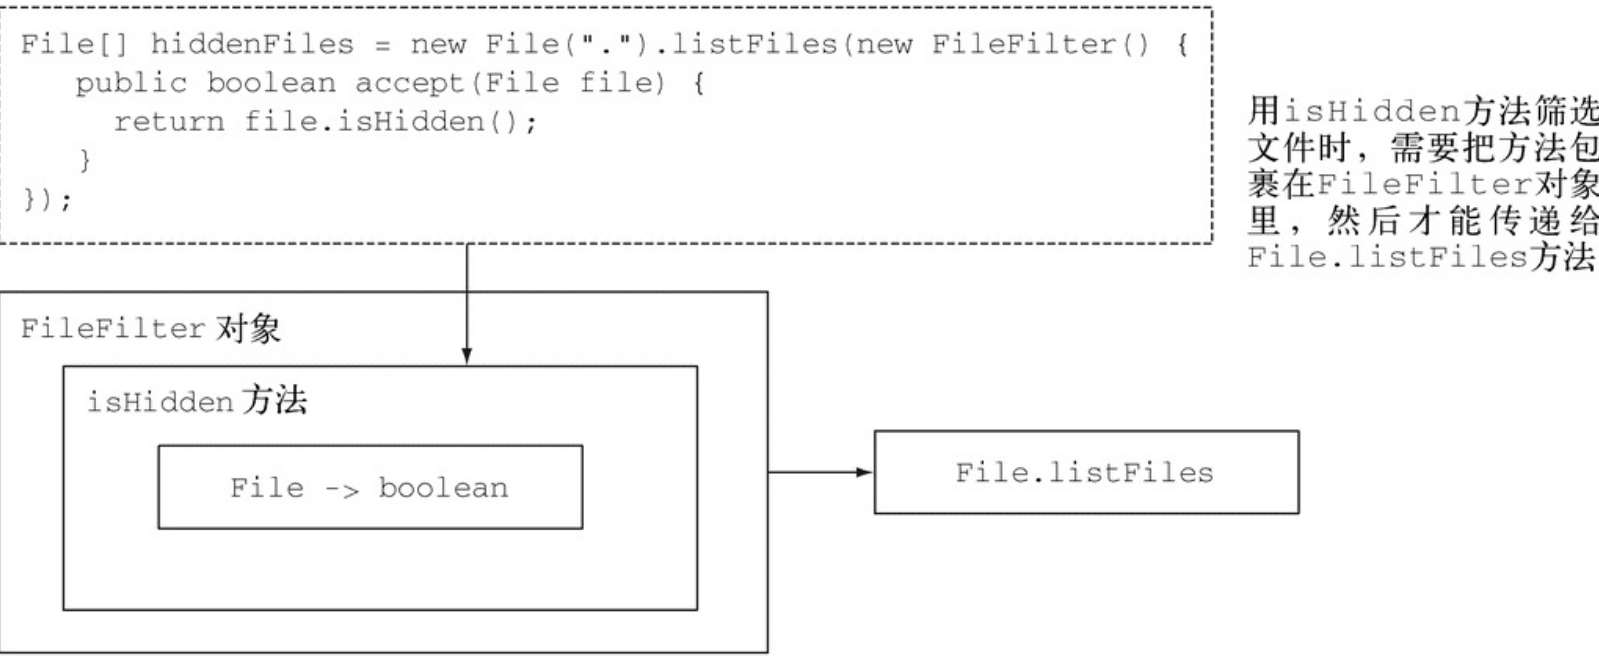 File[] hiddenFiles = new File(".").listFiles(new FileFilter() {
public boolean accept(File file) {
return file.isHidden();
}
});
用isHidden方法筛选
文件时，需要把方法包
裹在FileFilter对象
里，然后才能传递给
File.listFiles方法
FileFilter 对象
isHidden 方法
File -> boolean
File.listFiles